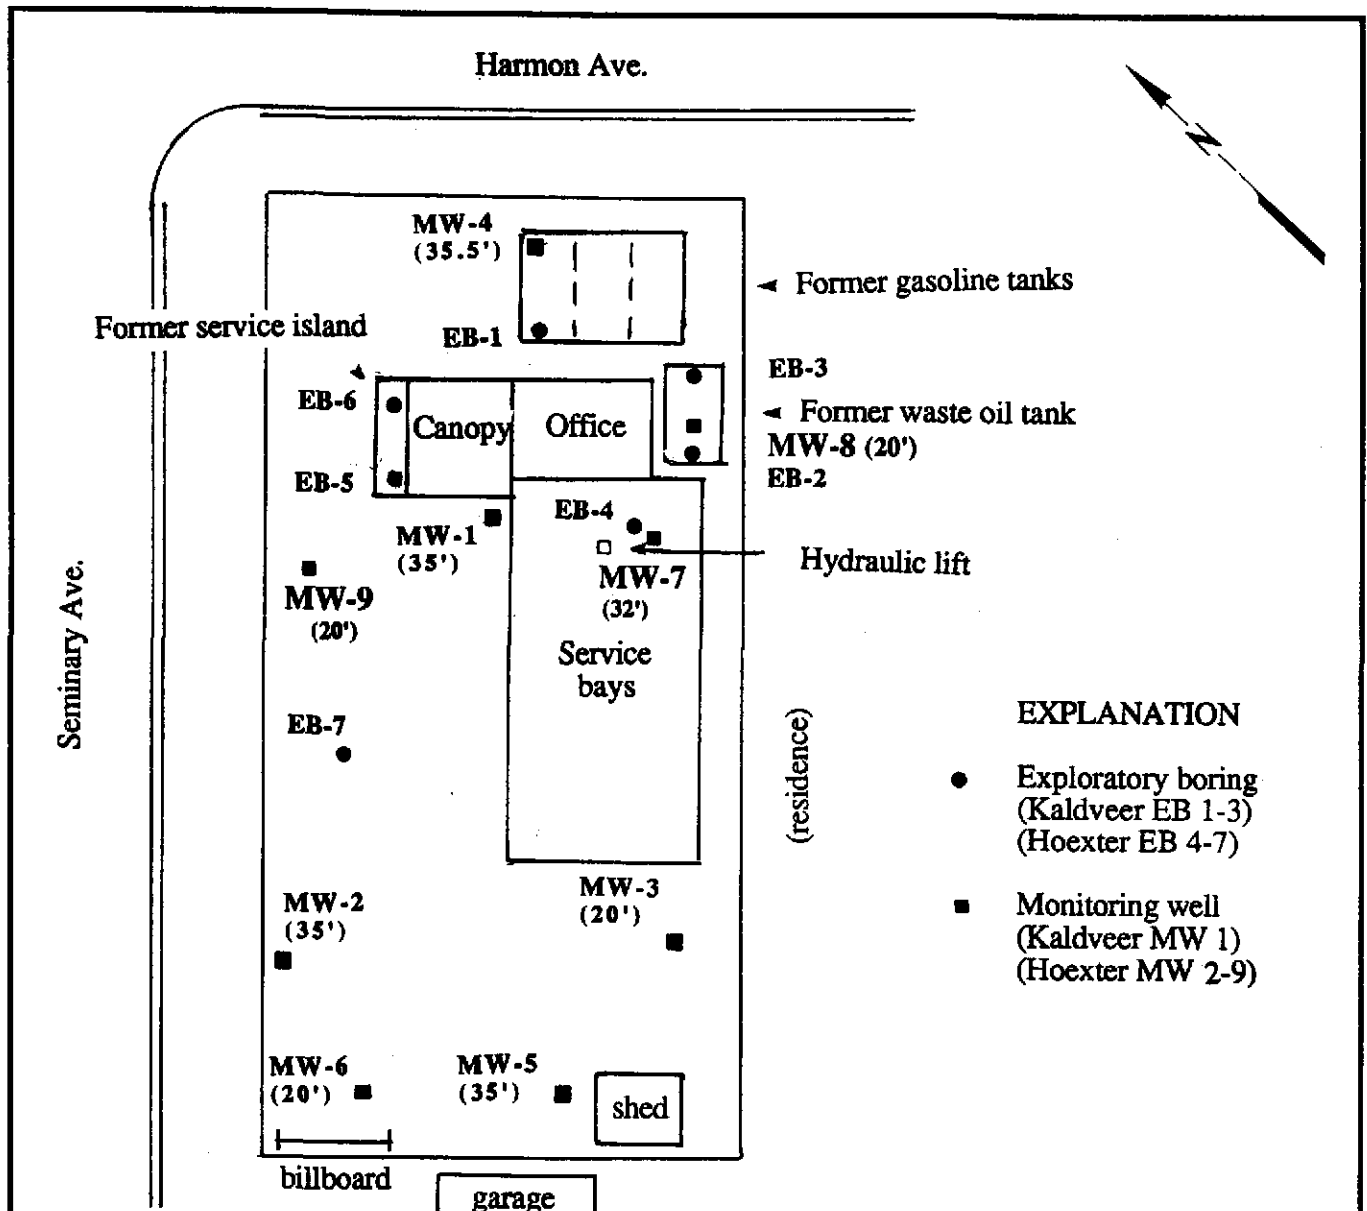 Harmon Ave.
N
MW-4
(35.5')
Former gasoline tanks
Former service island
EB-1
EB-3
EB-6
Canopy
Office
Former waste oil tank
MW-8 (20')
EB-2
EB-5
EB-4
MW-1
(35')
Hydraulic lift
MW-7
(32')
MW-9
(20')
Seminary Ave.
Service
bays
EB-7
(residence)
EXPLANATION
Exploratory boring
(Kaldveer EB 1-3)
(Hoexter EB 4-7)
MW-3
(20')
MW-2
(35')
Monitoring well
(Kaldveer MW 1)
(Hoexter MW 2-9)
MW-6
(20')
MW-5
(35')
shed
billboard
garage